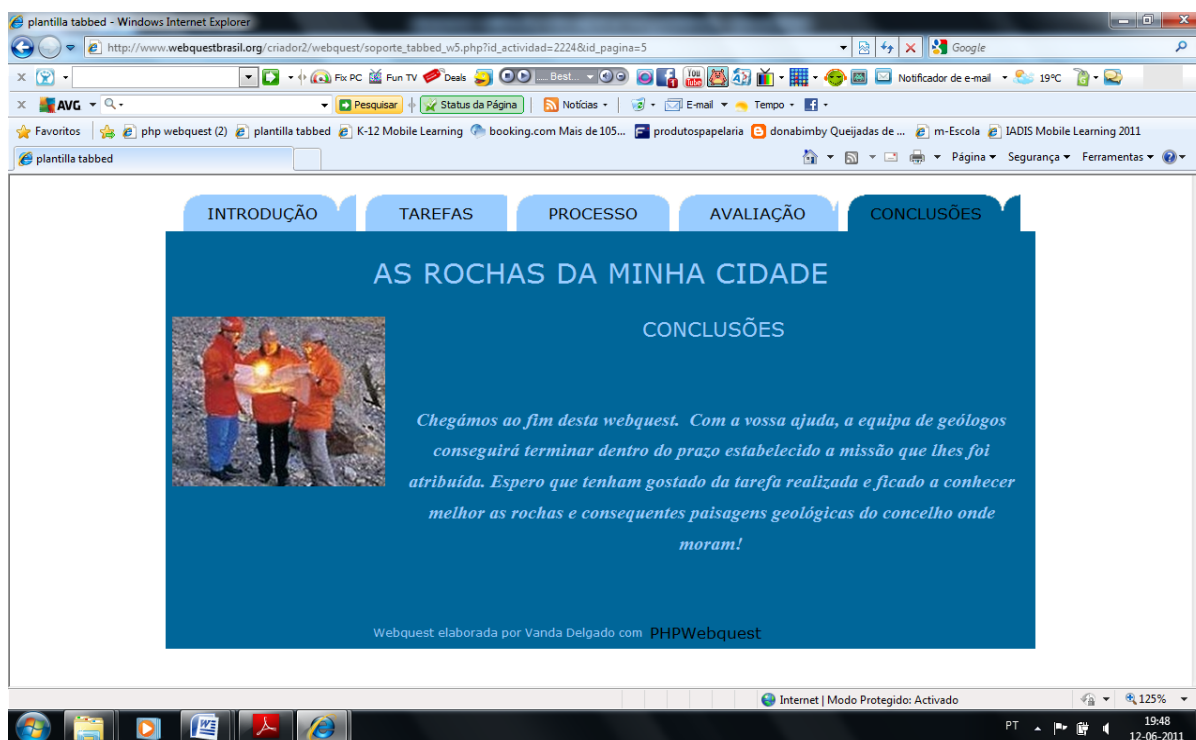 plantilla tabbed - Windows Internet Explorer
http://www.webquestbrasil.org/criador2/webquest/soporte_tabbed_w5.php?id_actividad=2224&id_pagina=5
Google
Fix PC Fun TV Deals .... Best... You Tube Notificador de e-mail 19ºC
AVG Pesquisar Status da Página Notícias E-mail Tempo
Favoritos php webquest (2) plantilla tabbed K-12 Mobile Learning booking.com Mais de 105... produtospapelaria donabimby Queijadas de ... m-Escola IADIS Mobile Learning 2011
plantilla tabbed Página Segurança Ferramentas
INTRODUÇÃO TAREFAS PROCESSO AVALIAÇÃO CONCLUSÕES
AS ROCHAS DA MINHA CIDADE
CONCLUSÕES
Chegámos ao fim desta webquest. Com a vossa ajuda, a equipa de geólogos
conseguirá terminar dentro do prazo estabelecido a missão que lhes foi
atribuída. Espero que tenham gostado da tarefa realizada e ficado a conhecer
melhor as rochas e consequentes paisagens geológicas do concelho onde
moram!
Webquest elaborada por Vanda Delgado com PHPWebquest
Internet | Modo Protegido: Activado 125%
PT 19:48
12-06-2011